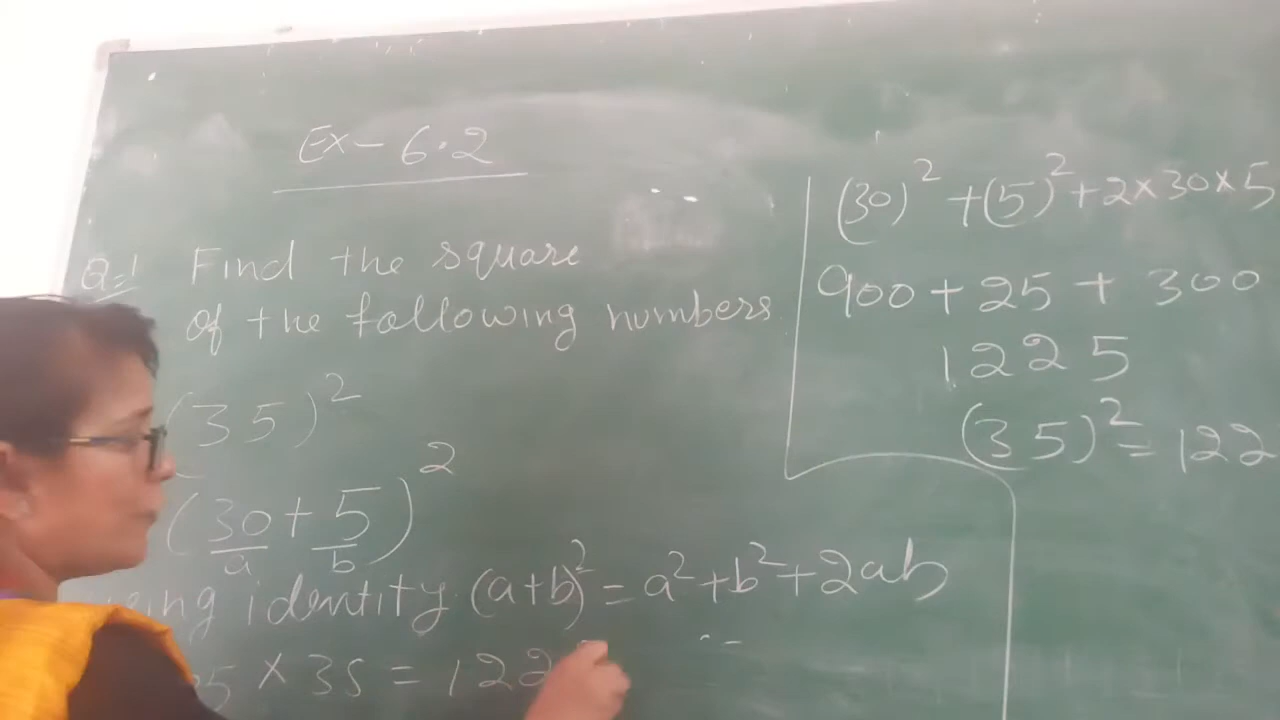 Ex- 6.2
Q=1 Find the square
of the following numbers
(35)²
(30+5)²
a b
identity (a+b)² = a²+b²+2ab
35 × 35 = 122
(30)² +(5)²+2×30×5
900 + 25 + 300
1225
(35)² = 122